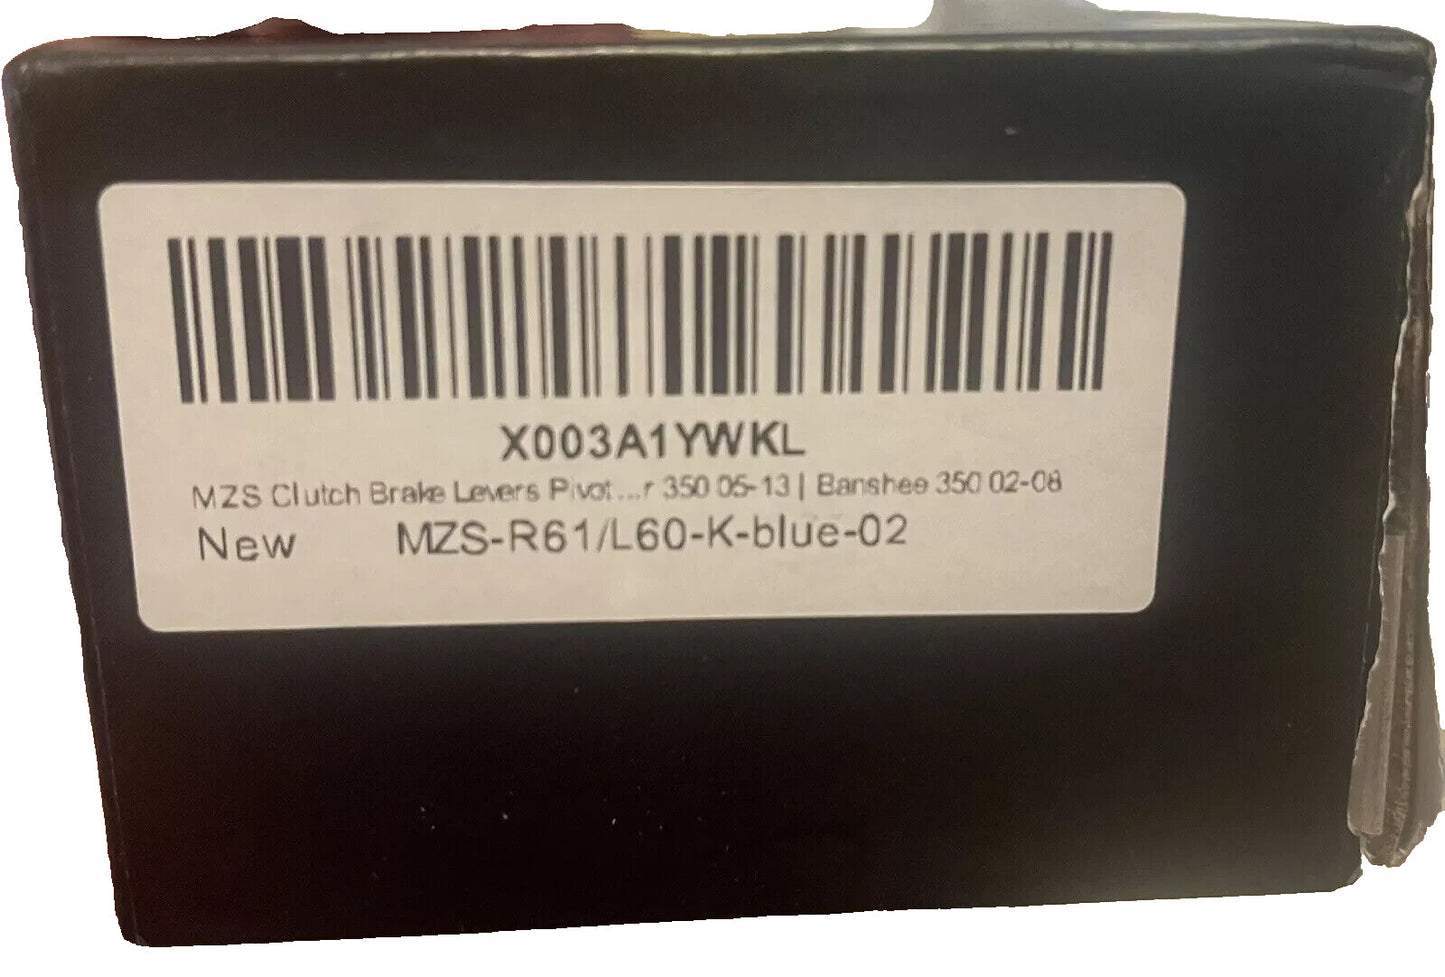 X003A1YWKL
MZS Clutch Brake Levers Pivot...r 350 05-13 | Banshee 350 02-08
New MZS-R61/L60-K-blue-02